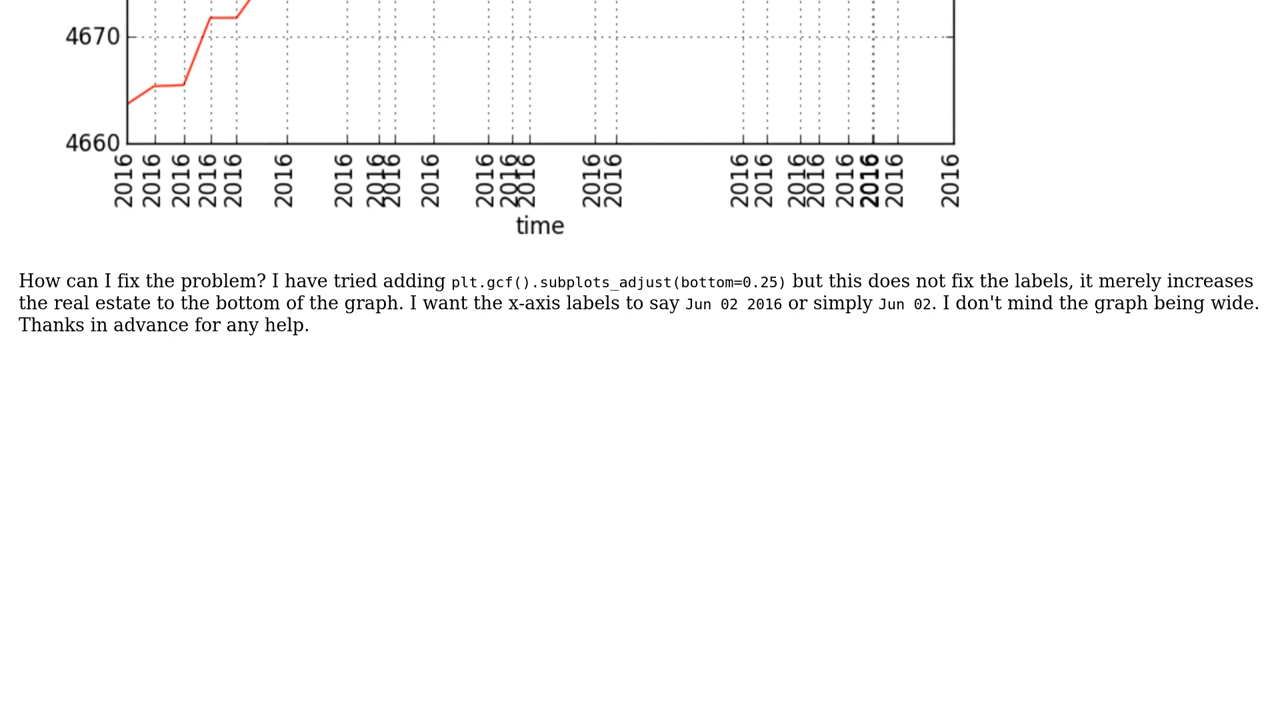 4670
4660
2016 2016 2016 2016 2016 2016 2016 2016 2016 2016 2016 2016 2016 2016 2016 2016 2016 2016 2016 2016 2016 2016 2016
time
How can I fix the problem? I have tried adding plt.gcf().subplots_adjust(bottom=0.25) but this does not fix the labels, it merely increases
the real estate to the bottom of the graph. I want the x-axis labels to say Jun 02 2016 or simply Jun 02. I don't mind the graph being wide.
Thanks in advance for any help.